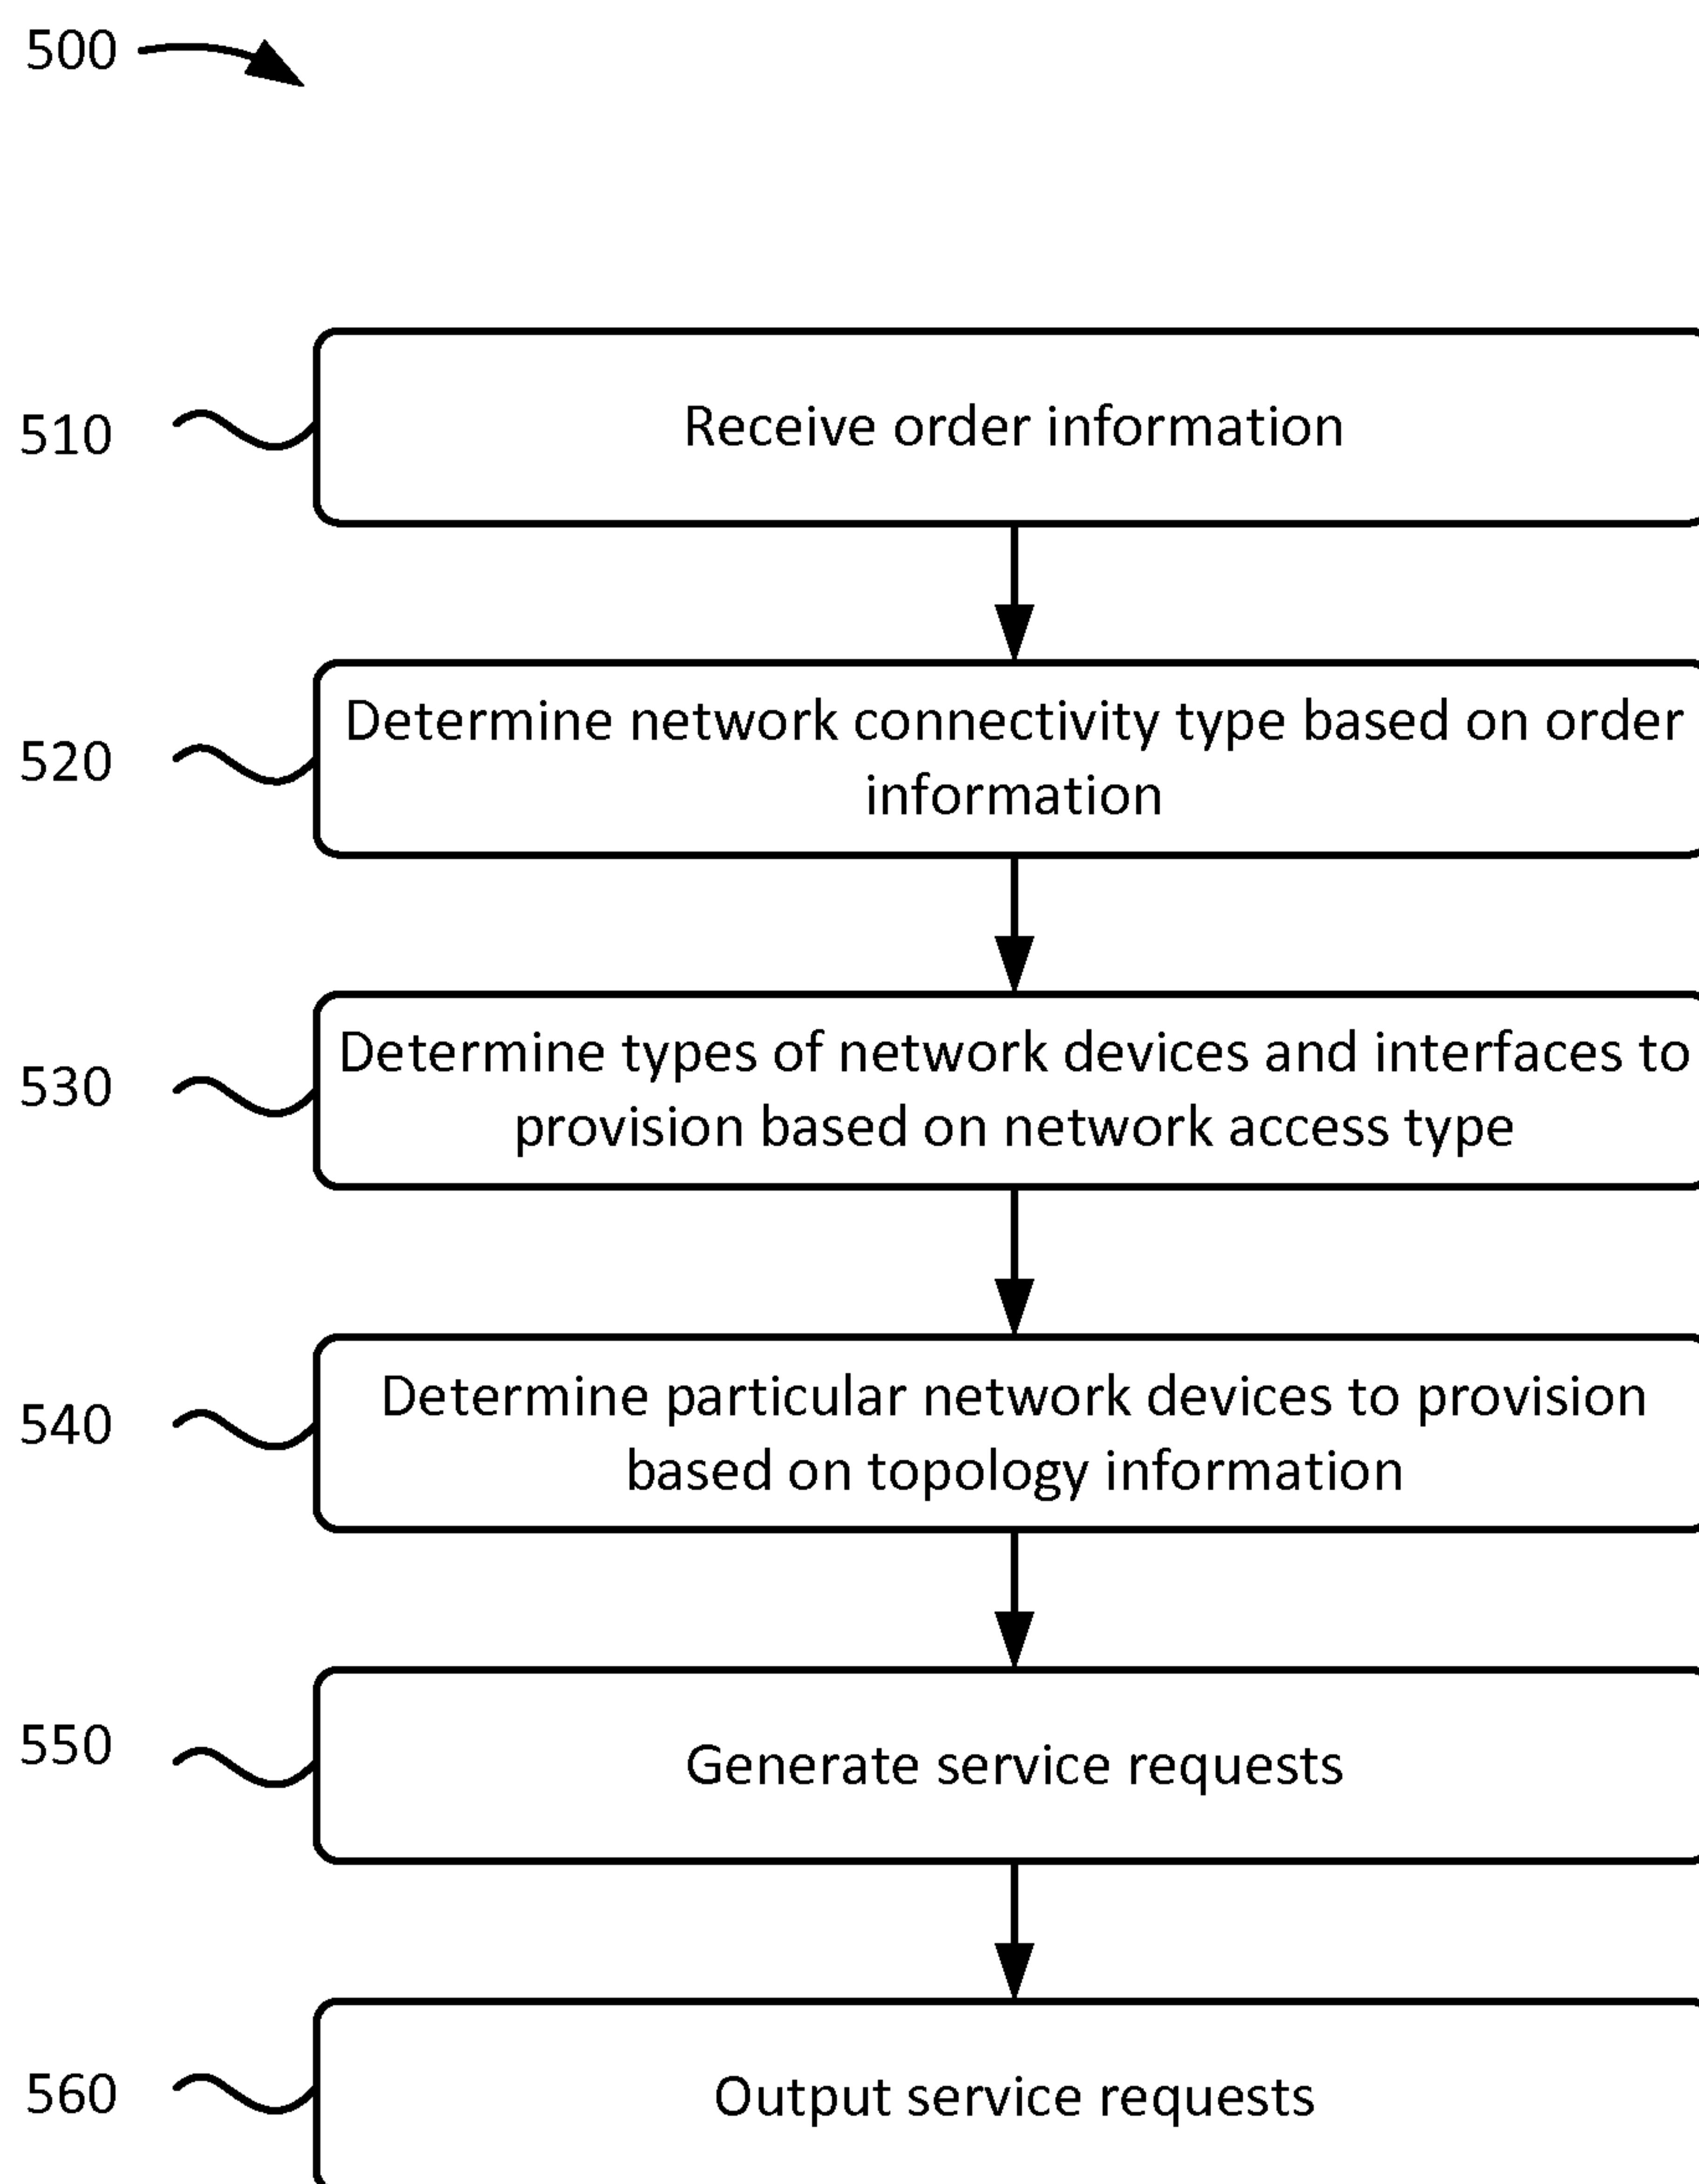 500
510
Receive order information
520
Determine network connectivity type based on order
information
530
Determine types of network devices and interfaces to
provision based on network access type
540
Determine particular network devices to provision
based on topology information
550
Generate service requests
560
Output service requests